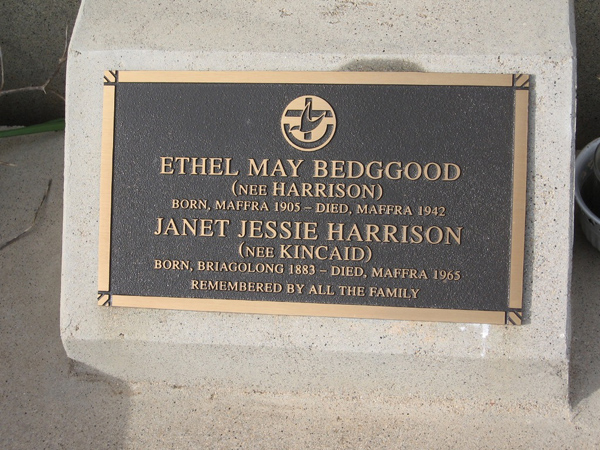 ETHEL MAY BEDGGOOD
(NEE HARRISON)
BORN, MAFFRA 1905 – DIED, MAFFRA 1942
JANET JESSIE HARRISON
(NEE KINCAID)
BORN, BRIAGOLONG 1883 – DIED, MAFFRA 1965
REMEMBERED BY ALL THE FAMILY